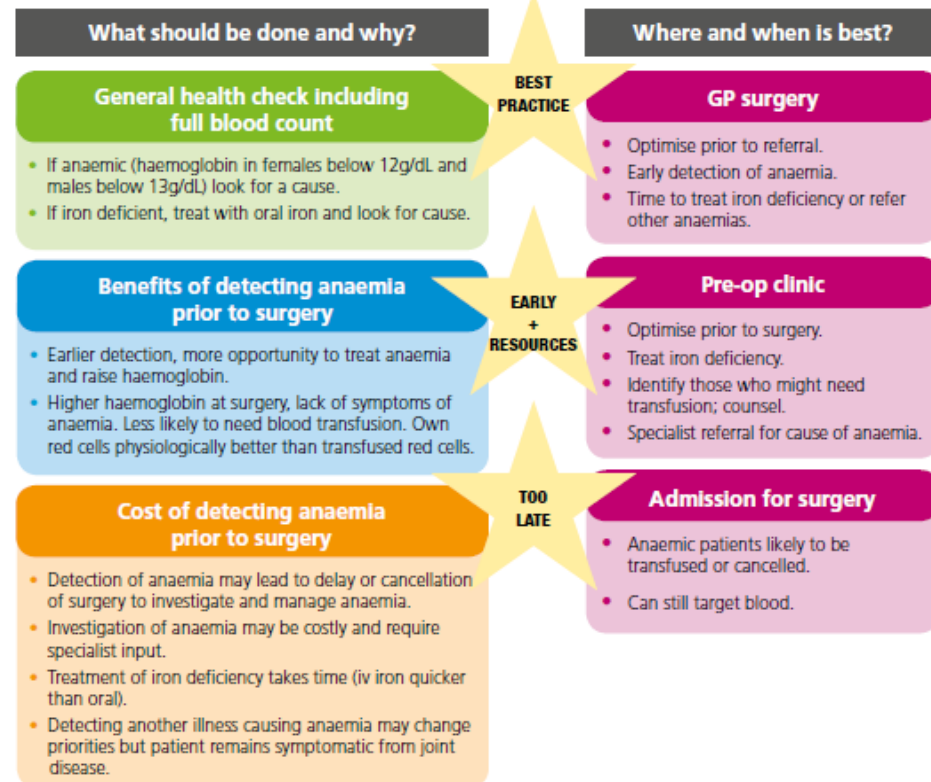 What should be done and why?
General health check including
full blood count
• If anaemic (haemoglobin in females below 12g/dL and
males below 13g/dL) look for a cause.
• If iron deficient, treat with oral iron and look for cause.
Benefits of detecting anaemia
prior to surgery
• Earlier detection, more opportunity to treat anaemia
and raise haemoglobin.
• Higher haemoglobin at surgery, lack of symptoms of
anaemia. Less likely to need blood transfusion. Own
red cells physiologically better than transfused red cells.
Cost of detecting anaemia
prior to surgery
• Detection of anaemia may lead to delay or cancellation
of surgery to investigate and manage anaemia.
• Investigation of anaemia may be costly and require
specialist input.
• Treatment of iron deficiency takes time (iv iron quicker
than oral).
• Detecting another illness causing anaemia may change
priorities but patient remains symptomatic from joint
disease.
BEST
PRACTICE
EARLY
+
RESOURCES
TOO
LATE
Where and when is best?
GP surgery
• Optimise prior to referral.
• Early detection of anaemia.
• Time to treat iron deficiency or refer
other anaemias.
Pre-op clinic
• Optimise prior to surgery.
• Treat iron deficiency.
• Identify those who might need
transfusion; counsel.
• Specialist referral for cause of anaemia.
Admission for surgery
• Anaemic patients likely to be
transfused or cancelled.
• Can still target blood.